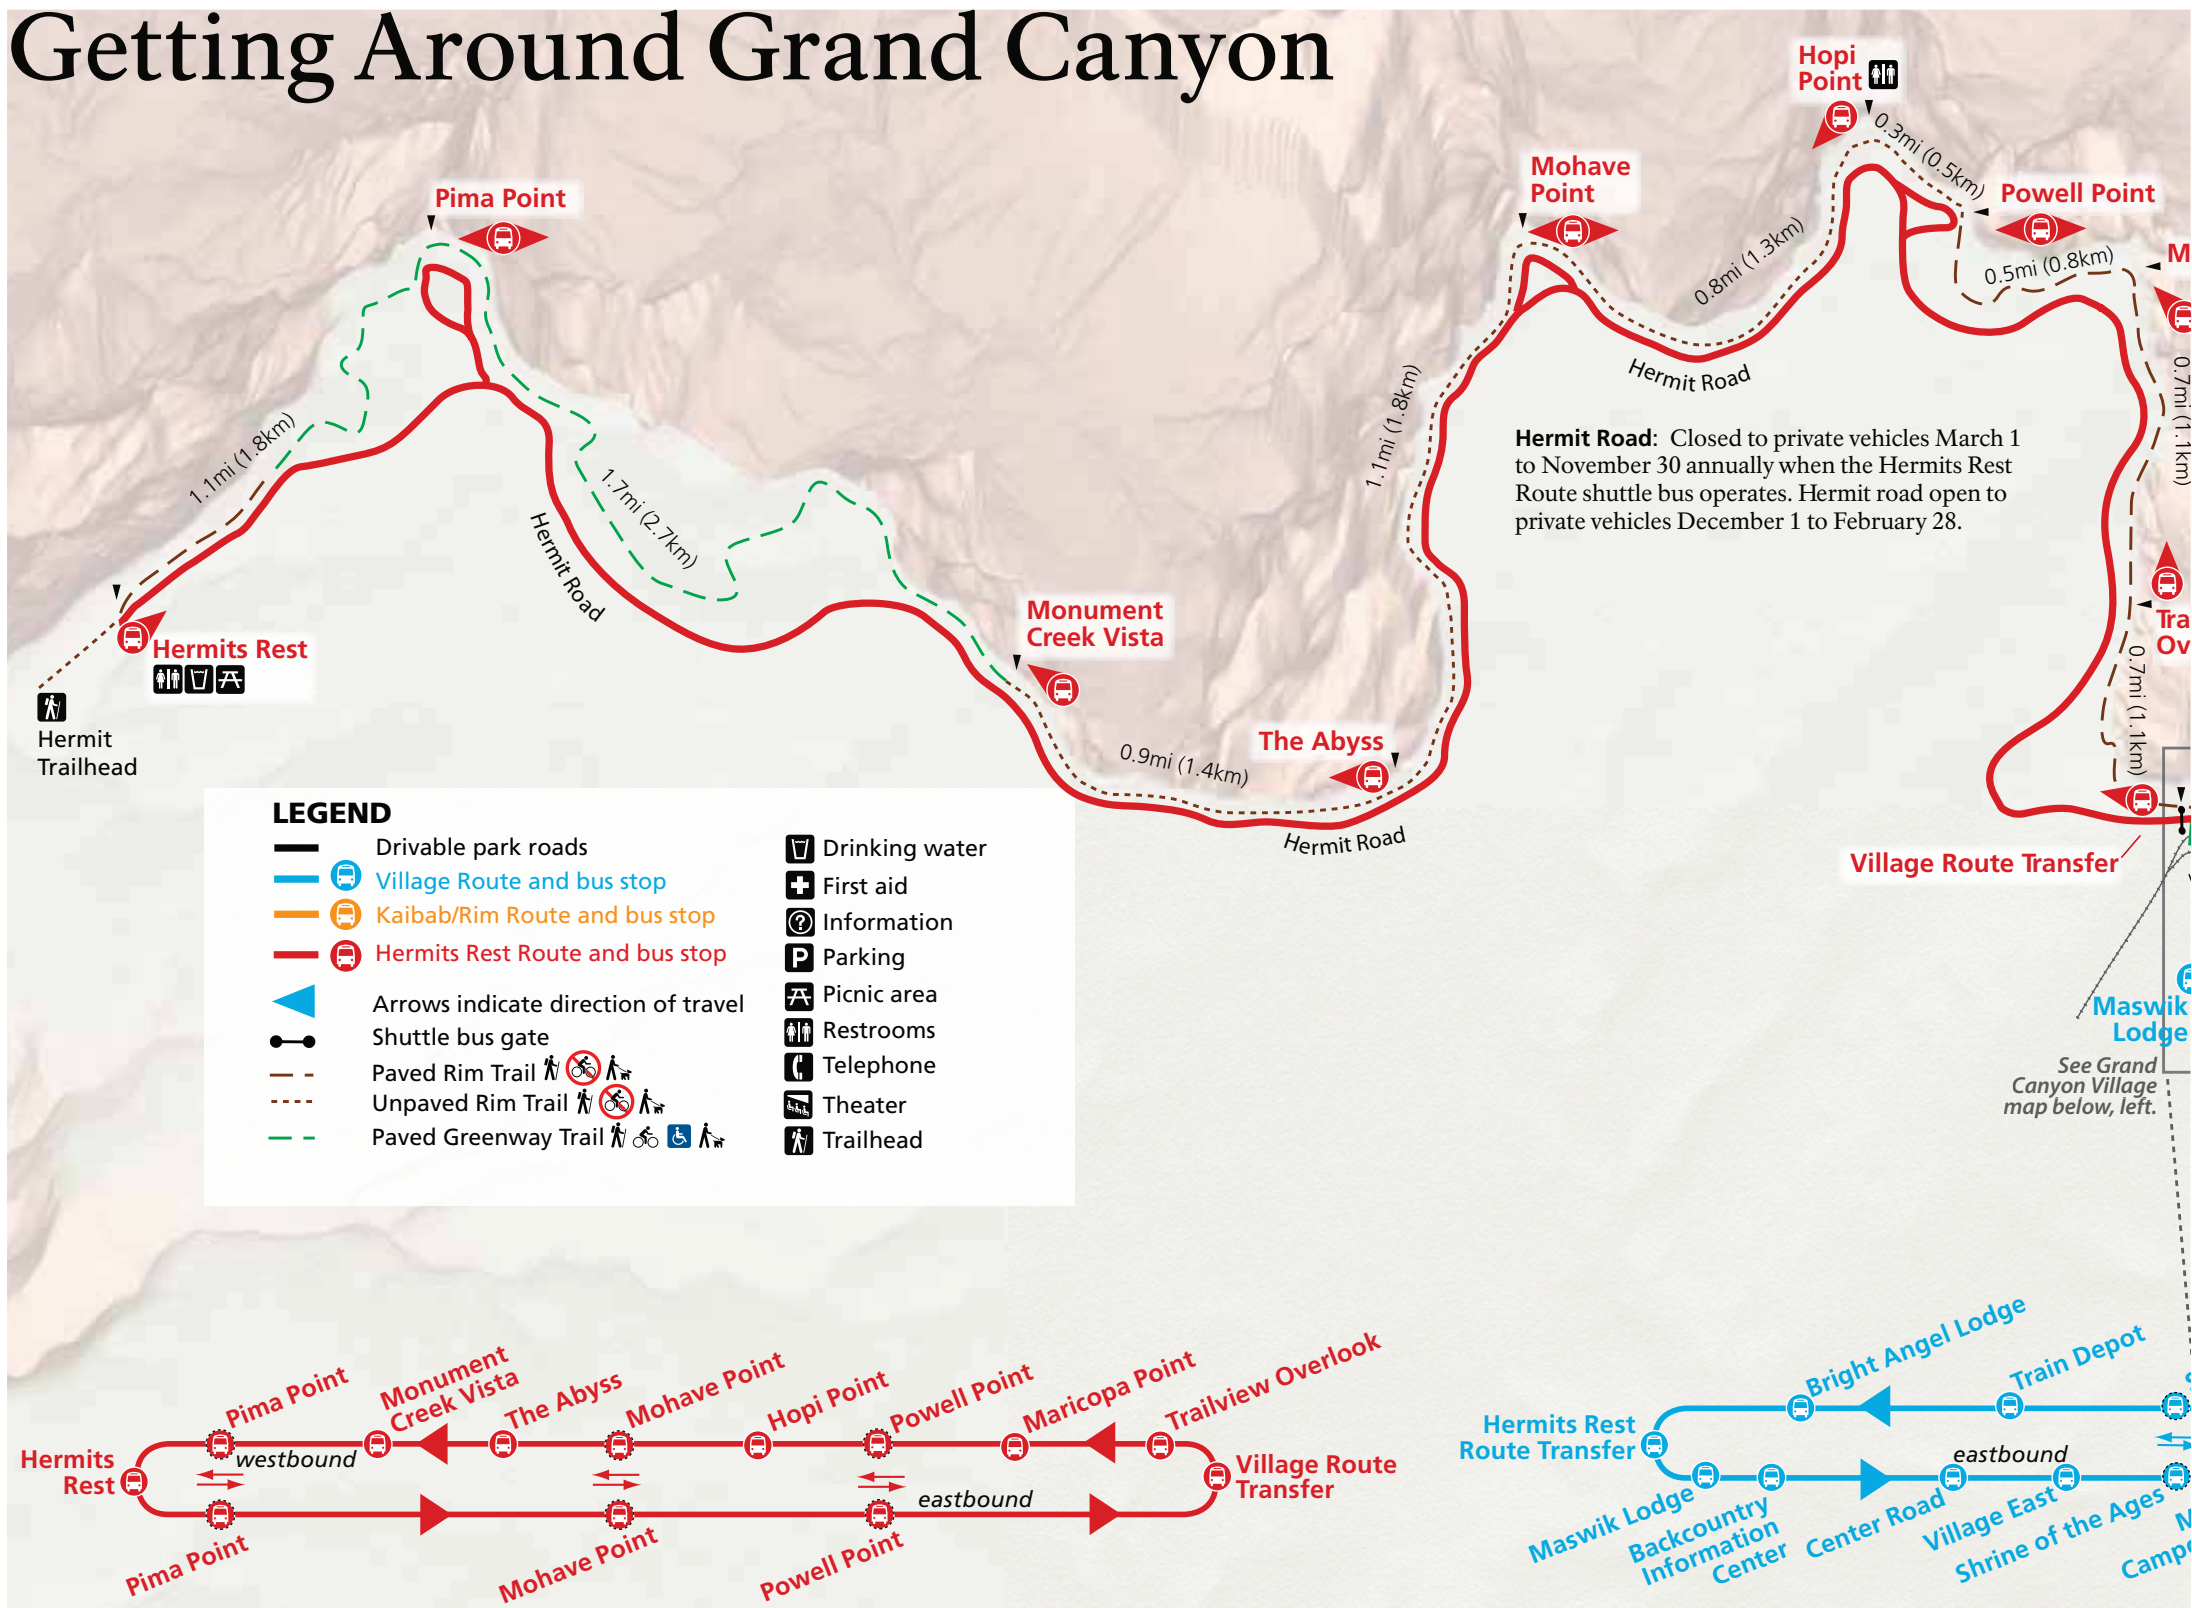 Getting Around Grand Canyon
Hopi
Point
0.3mi (0.5km)
Mohave
Point
Powell Point
Pima Point
0.8mi (1.3km)
0.5mi (0.8km)
Hermit Road
0.7mi (1.1km)
1.1mi (1.8km)
1.1mi (1.8km)
Hermit Road: Closed to private vehicles March 1
to November 30 annually when the Hermits Rest
Route shuttle bus operates. Hermit road open to
private vehicles December 1 to February 28.
1.7mi (2.7km)
Hermit Road
Monument
Creek Vista
Tra
Ov
Hermits Rest
0.7mi (1.1km)
Hermit
Trailhead
The Abyss
0.9mi (1.4km)
Hermit Road
Village Route Transfer
LEGEND
Drivable park roads
Village Route and bus stop
Kaibab/Rim Route and bus stop
Hermits Rest Route and bus stop
Arrows indicate direction of travel
Shuttle bus gate
Paved Rim Trail
Unpaved Rim Trail
Paved Greenway Trail
Drinking water
First aid
Information
P Parking
Picnic area
Restrooms
Telephone
Theater
Trailhead
Maswik
Lodge
See Grand
Canyon Village
map below, left.
Pima Point
Monument
Creek Vista
The Abyss
Mohave Point
Hopi Point
Powell Point
Maricopa Point
Trailview Overlook
westbound
Hermits
Rest
Village Route
Transfer
eastbound
Pima Point
Mohave Point
Powell Point
Bright Angel Lodge
Train Depot
Hermits Rest
Route Transfer
eastbound
Maswik Lodge
Backcountry
Information
Center
Center Road
Village East
Shrine of the Ages